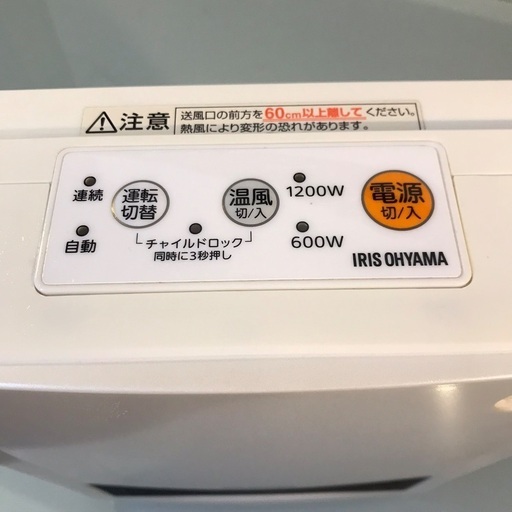 注意
送風口の前方を60cm以上離してください。
熱風により変形の恐れがあります。
連続
自動
運転
切替
温風
切/入
チャイルドロック
同時に3秒押し
1200W
600W
電源
切/入
IRIS OHYAMA